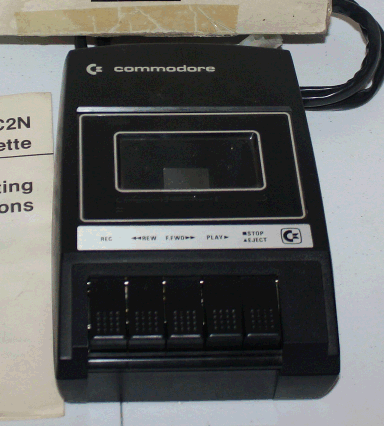 commodore
C2N
ette
ting
ons
REC ◄◄REW F.FWD►► PLAY► ■STOP
▲EJECT